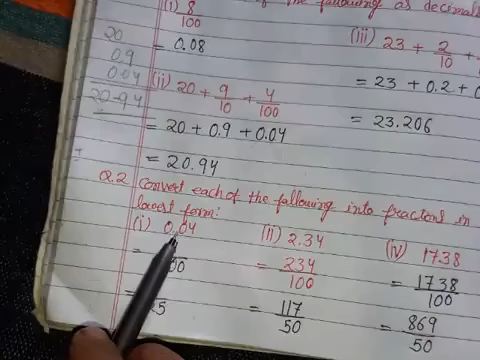 (i) 8/100
of the following as decimals
= 0.08
(iii) 23 + 2/10 +
20
0.9
0.04
20.94
(ii) 20 + 9/10 + 4/100
= 23 + 0.2 + 0
= 20 + 0.9 + 0.04
= 23.206
= 20.94
Q.2 Convert each of the following into fractons in
lowest form:
(i) 0.04
(ii) 2.34
(iv) 17.38
= 234/100
= 1738/100
= 117/50
= 869/50